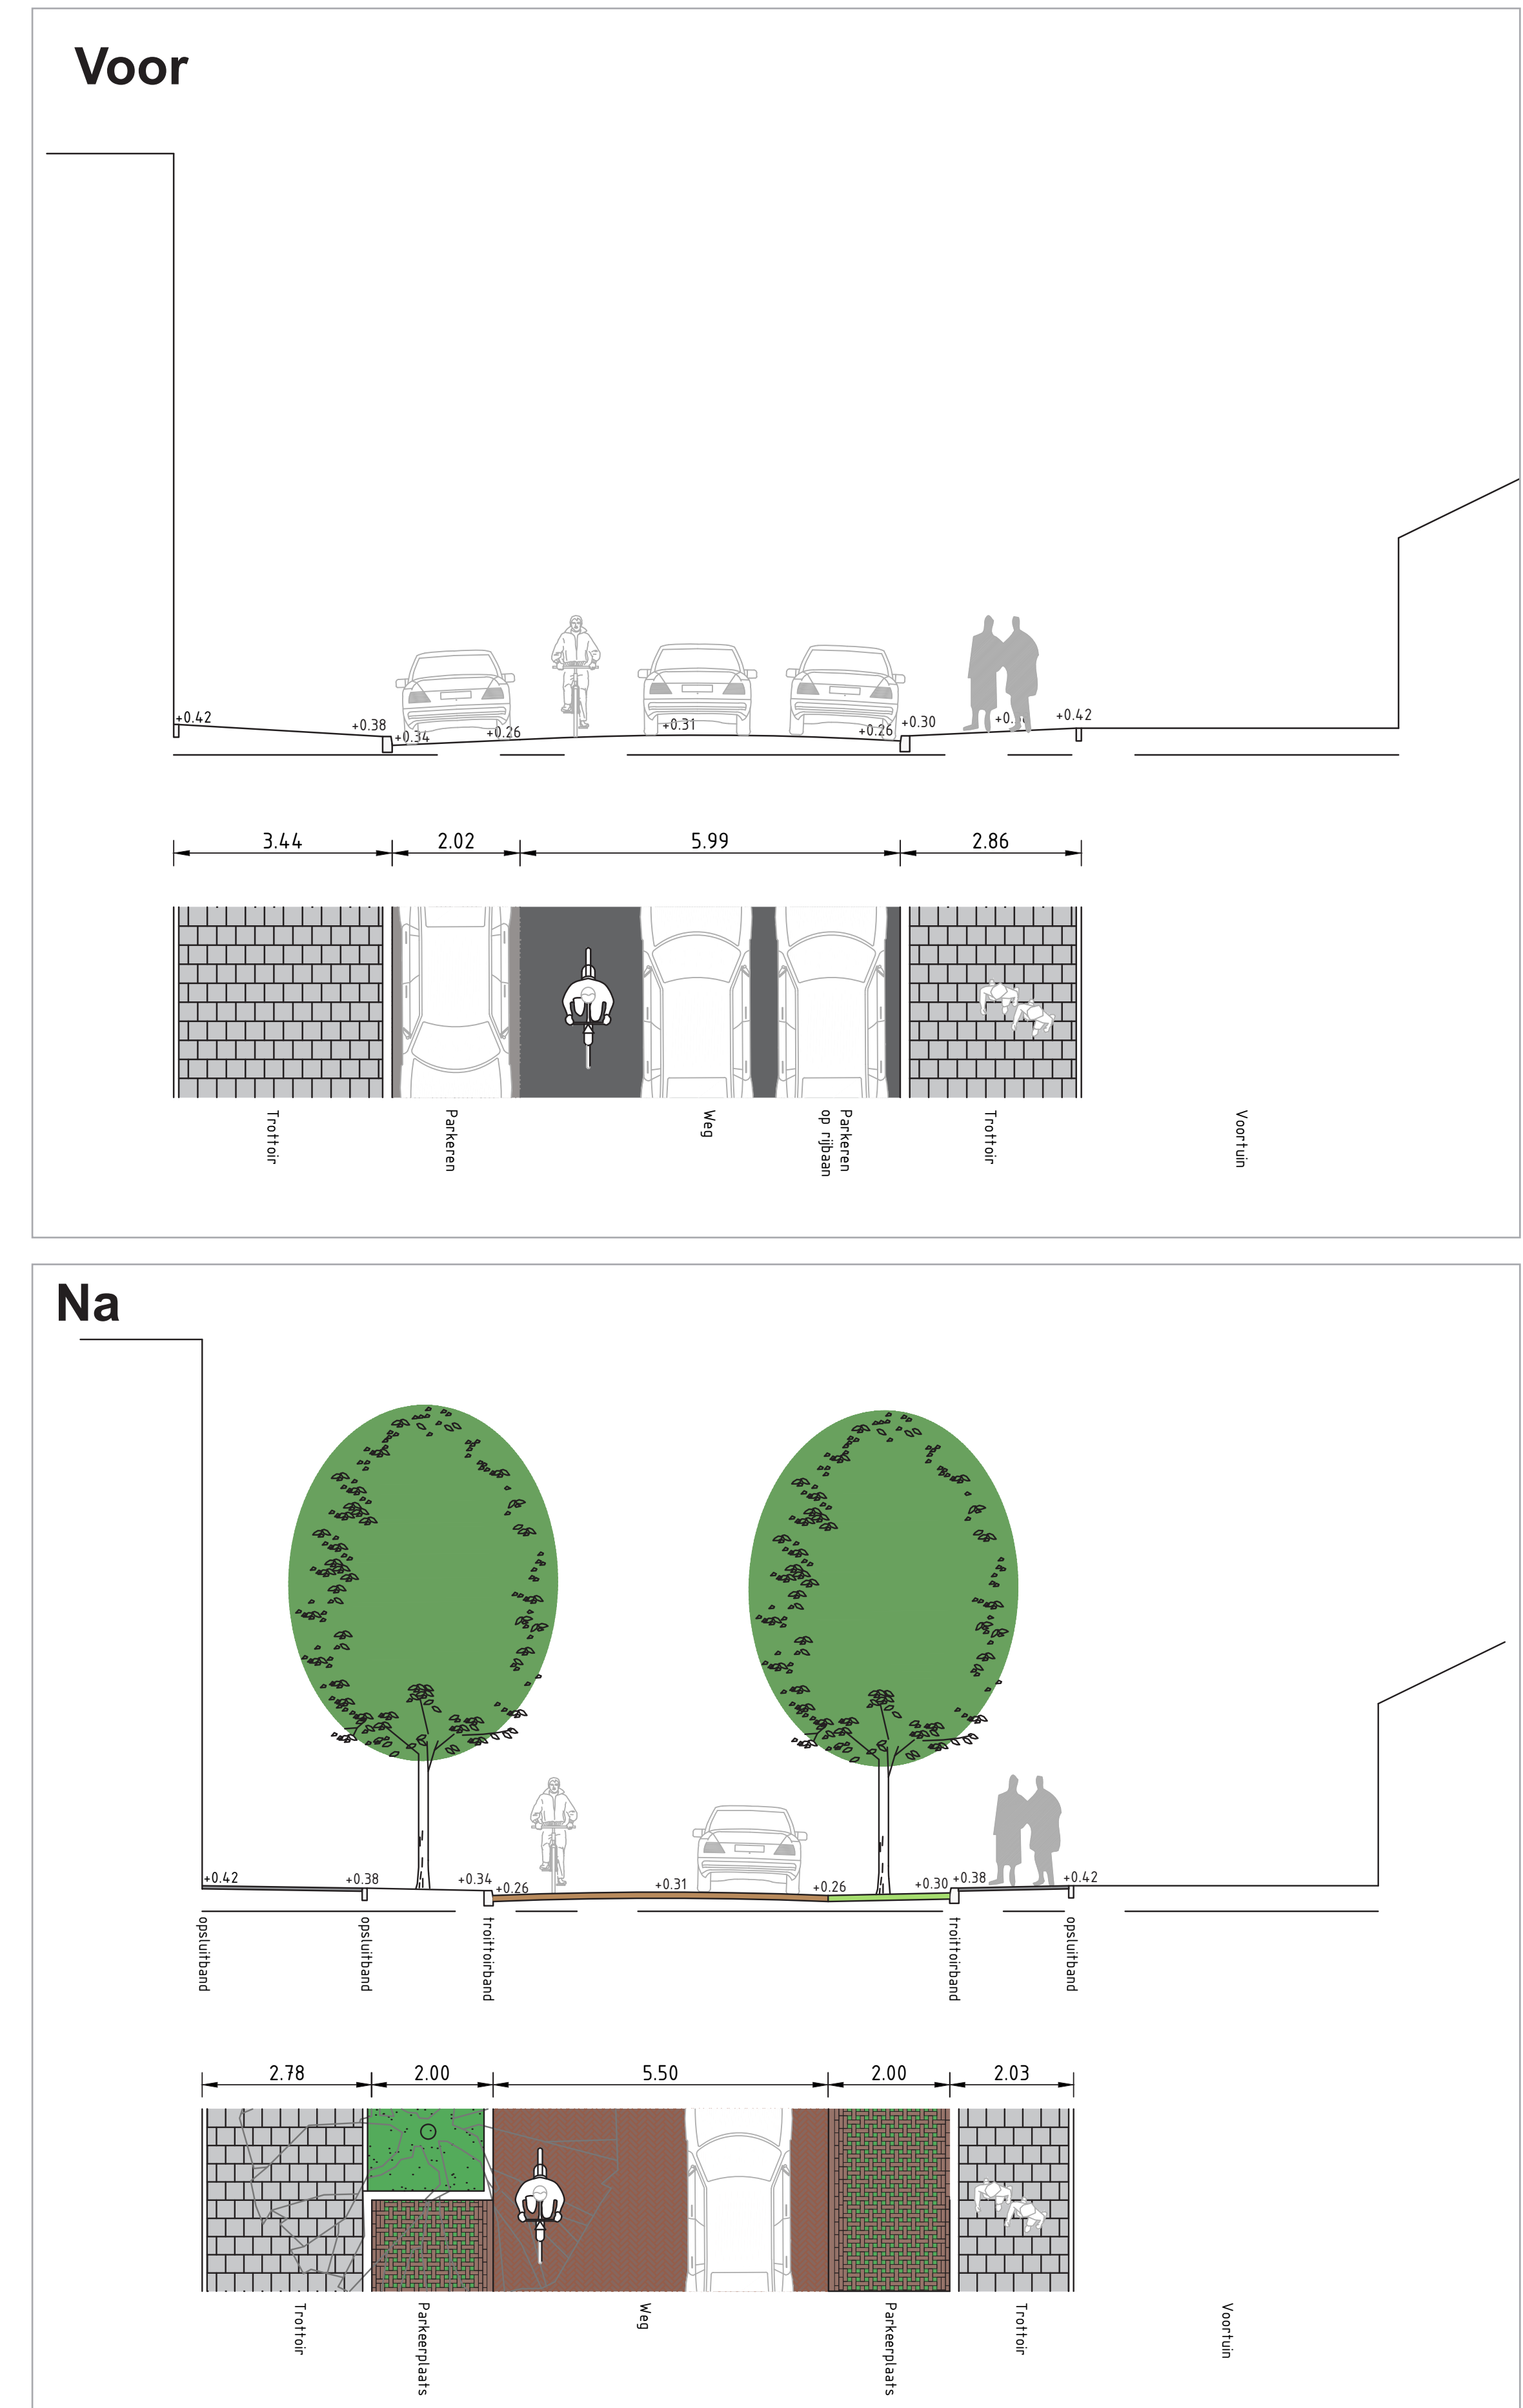 Voor
+0.42
+0.38
+0.34
+0.26
+0.31
+0.26
+0.30
+0.42
3.44
2.02
5.99
2.86
Trottoir
Parkeren
Weg
Parkeren
op rijbaan
Trottoir
Voortuin
Na
+0.42
+0.38
+0.34
+0.26
+0.31
+0.26
+0.30
+0.38
+0.42
opsluitband
opsluitband
troittoirband
troittoirband
opsluitband
2.78
2.00
5.50
2.00
2.03
Trottoir
Parkeerplaats
Weg
Parkeerplaats
Trottoir
Voortuin